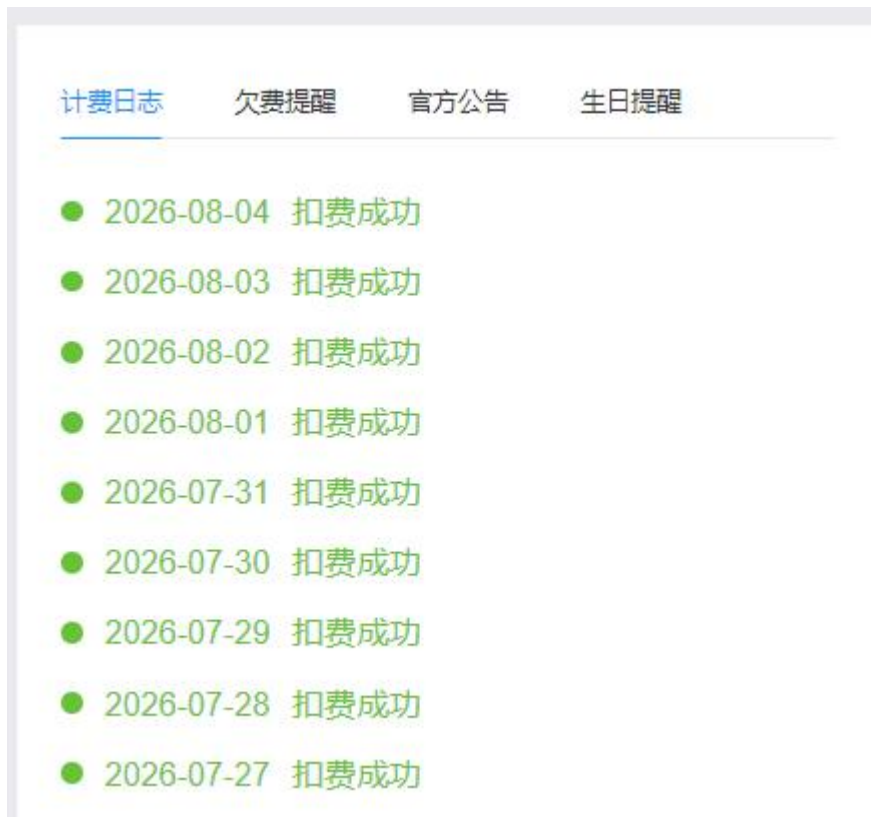 计费日志 欠费提醒 官方公告 生日提醒
2026-08-04 扣费成功
2026-08-03 扣费成功
2026-08-02 扣费成功
2026-08-01 扣费成功
2026-07-31 扣费成功
2026-07-30 扣费成功
2026-07-29 扣费成功
2026-07-28 扣费成功
2026-07-27 扣费成功